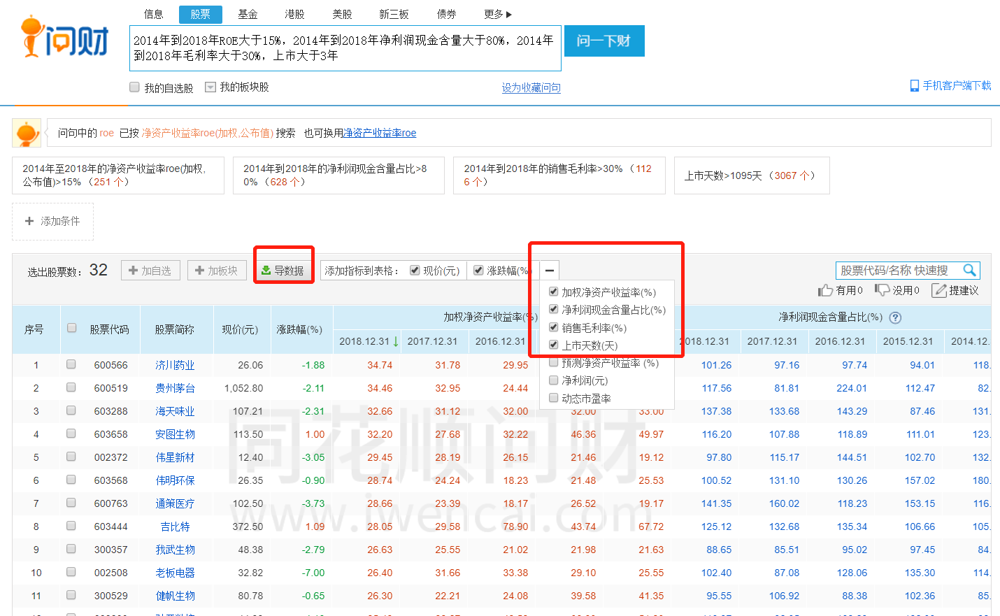 信息 股票 基金 港股 美股 新三板 债券 更多
问财
2014年到2018年ROE大于15%，2014年到2018年净利润现金含量大于80%，2014年
到2018年毛利率大于30%，上市大于3年
问一下财
我的自选股 我的板块股 设为收藏问句
手机客户端下载
问句中的 roe 已按 净资产收益率roe(加权,公布值) 搜索 也可换用净资产收益率roe
2014年至2018年的净资产收益率roe(加权,
公布值)>15% （251 个）
2014年到2018年的净利润现金含量占比>8
0% （628 个）
2014年到2018年的销售毛利率>30% （112
6 个）
上市天数>1095天 （3067 个）
+ 添加条件
选出股票数： 32 加自选 加板块 导数据 添加指标到表格： 现价(元) 涨跌幅(%)
股票代码/名称 快速搜
有用0 没用0 提建议
加权净资产收益率(%)
净利润现金含量占比(%)
销售毛利率(%)
上市天数(天)
预测净资产收益率 (%)
净利润(元)
动态市盈率
序号 股票代码 股票简称 现价(元) 涨跌幅(%) 加权净资产收益率(%) 净利润现金含量占比(%)
2018.12.31 2017.12.31 2016.12.31 2018.12.31 2017.12.31 2016.12.31 2015.12.31 2014.12.
1 600566 济川药业 26.06 -1.88 34.74 31.78 29.95 101.26 97.16 97.74 94.01 118.
2 600519 贵州茅台 1,052.80 -2.11 34.46 32.95 24.44 117.56 81.81 224.01 112.47 82.
3 603288 海天味业 107.21 -2.31 32.66 31.12 32.00 32.00 33.00 137.38 133.68 143.29 87.46 131.
4 603658 安图生物 113.50 1.00 32.20 27.68 32.22 46.36 49.97 116.20 107.88 118.89 111.01 123.
5 002372 伟星新材 12.40 -3.05 29.45 28.19 26.15 21.46 19.12 97.80 115.17 144.51 102.70 132.
6 603568 伟明环保 26.35 -0.90 28.74 24.24 18.23 21.48 25.53 100.52 131.10 130.26 157.02 180.
7 600763 通策医疗 102.50 -3.73 28.66 23.39 18.17 26.52 19.17 141.35 160.02 118.23 153.15 116.
8 603444 吉比特 372.50 1.09 28.05 29.58 78.90 43.74 67.72 125.12 132.68 135.34 106.66 105.
9 300357 我武生物 48.38 -2.79 26.63 25.55 21.02 21.98 21.63 88.65 85.51 95.02 97.45 84.
10 002508 老板电器 32.82 -7.00 26.40 31.66 33.38 29.10 25.55 102.40 87.08 128.06 135.30 114.
11 300529 健帆生物 80.78 -0.65 26.30 22.21 24.08 39.58 41.35 95.55 106.92 88.38 102.36 85.
同花顺问财
www.iwencai.com